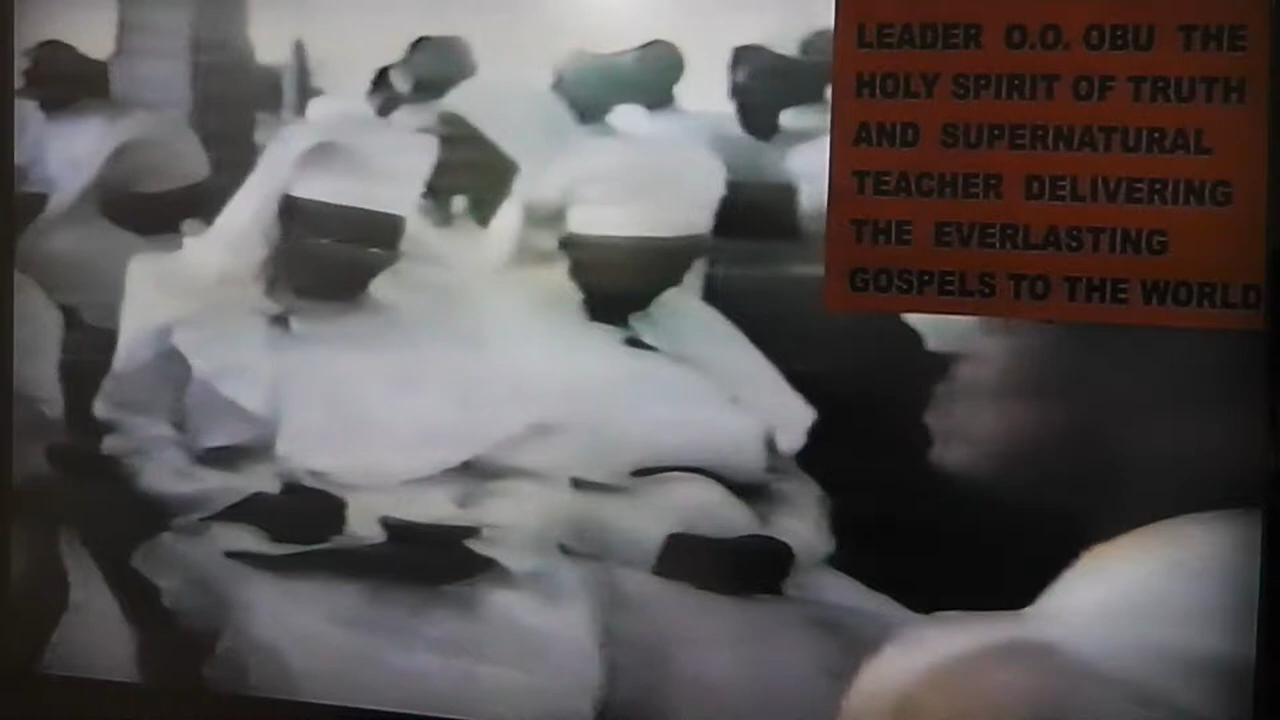 LEADER O.O. OBU THE
HOLY SPIRIT OF TRUTH
AND SUPERNATURAL
TEACHER DELIVERING
THE EVERLASTING
GOSPELS TO THE WORLD